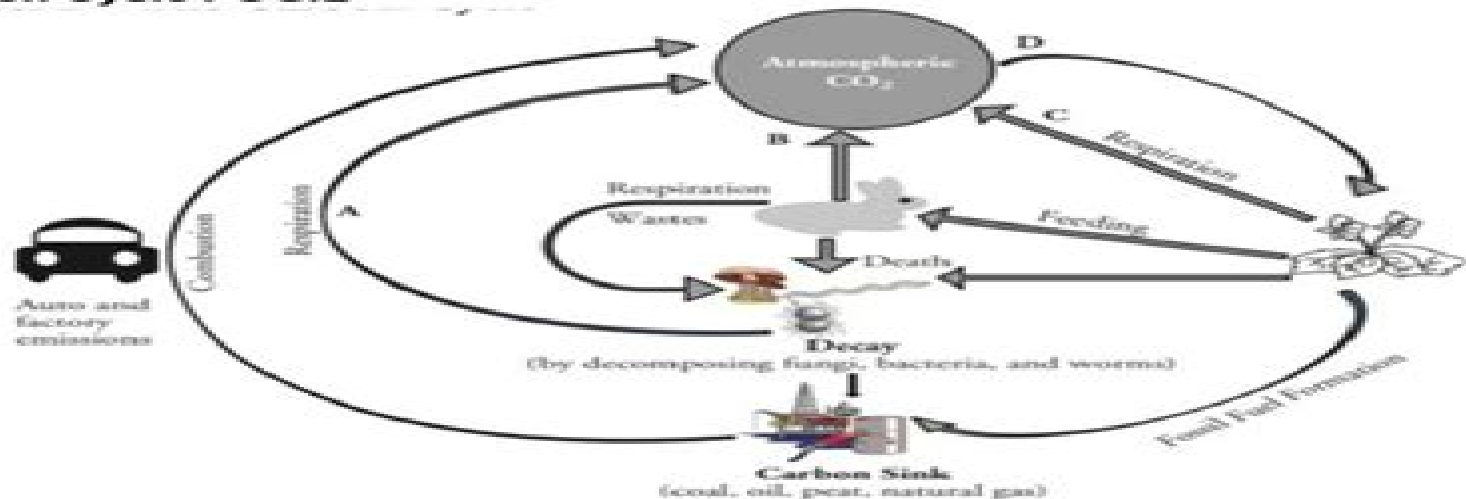 Atmospheric
CO₂
D
C
B
Respiration
Respiration
Wastes
A
Respiration
Combustion
Feeding
Death
Auto and
factory
emissions
Decay
(by decomposing fungi, bacteria, and worms)
Fossil Fuel Formation
Carbon Sink
(coal, oil, peat, natural gas)